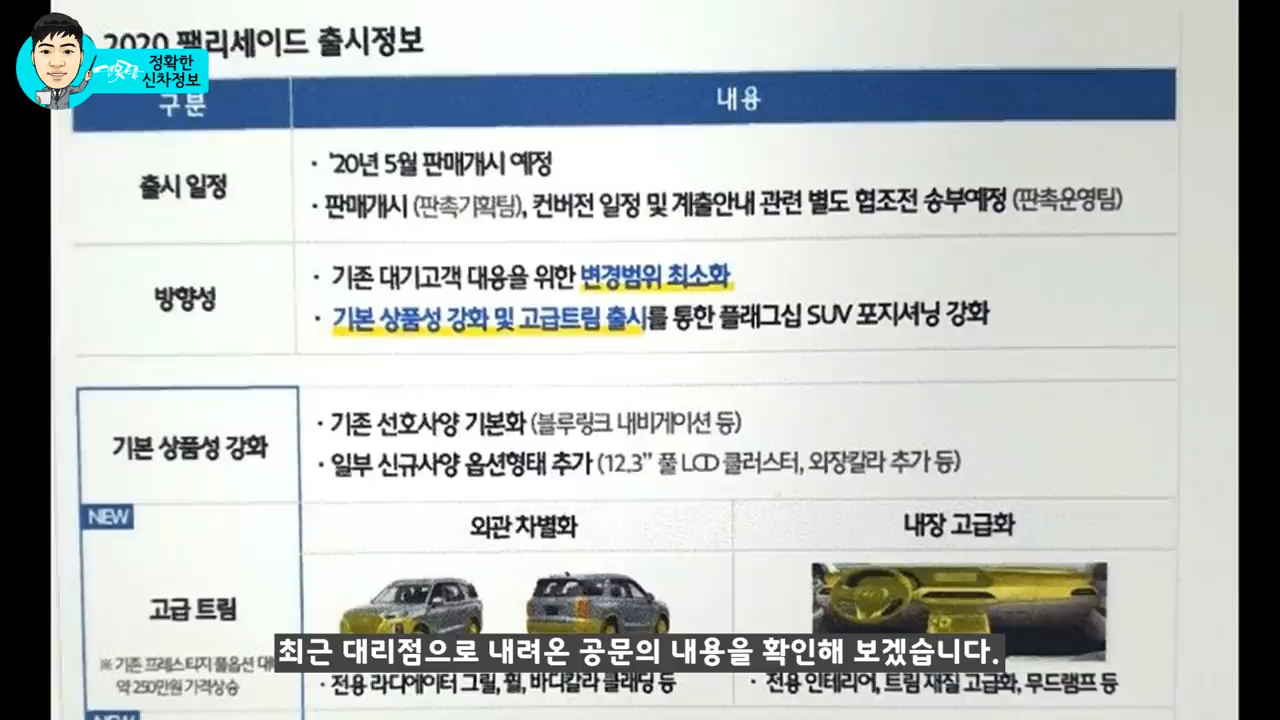 2020 팰리세이드 출시정보
정확한
신차정보
구분
내용
출시 일정
· '20년 5월 판매개시 예정
· 판매개시 (판촉기획팀), 컨버전 일정 및 계출안내 관련 별도 협조전 송부예정 (판촉운영팀)
방향성
· 기존 대기고객 대응을 위한 변경범위 최소화
· 기본 상품성 강화 및 고급트림 출시를 통한 플래그십 SUV 포지셔닝 강화
기본 상품성 강화
· 기존 선호사양 기본화 (블루링크 내비게이션 등)
· 일부 신규사양 옵션형태 추가 (12.3" 풀 LCD 클러스터, 외장칼라 추가 등)
NEW
외관 차별화
내장 고급화
고급 트림
※ 기존 프레스티지 풀옵션 대비
약 250만원 가격상승
최근 대리점으로 내려온 공문의 내용을 확인해 보겠습니다.
· 전용 라디에이터 그릴, 휠, 바디칼라 클래딩 등
· 전용 인테리어, 트림 재질 고급화, 무드램프 등
NEW